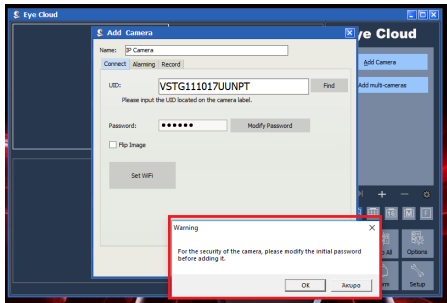 Eye Cloud
Eye Cloud
Add Camera
Name:
IP Camera
Connect
Alarming
Record
UID:
VSTG111017UUNPT
Find
Please input the UID located on the camera label.
Password:
Modify Password
Flip Image
Set WiFi
Add Camera
Add multi-cameras
Options
Setup
Warning
For the security of the camera, please modify the initial password
before adding it.
OK
Акиро